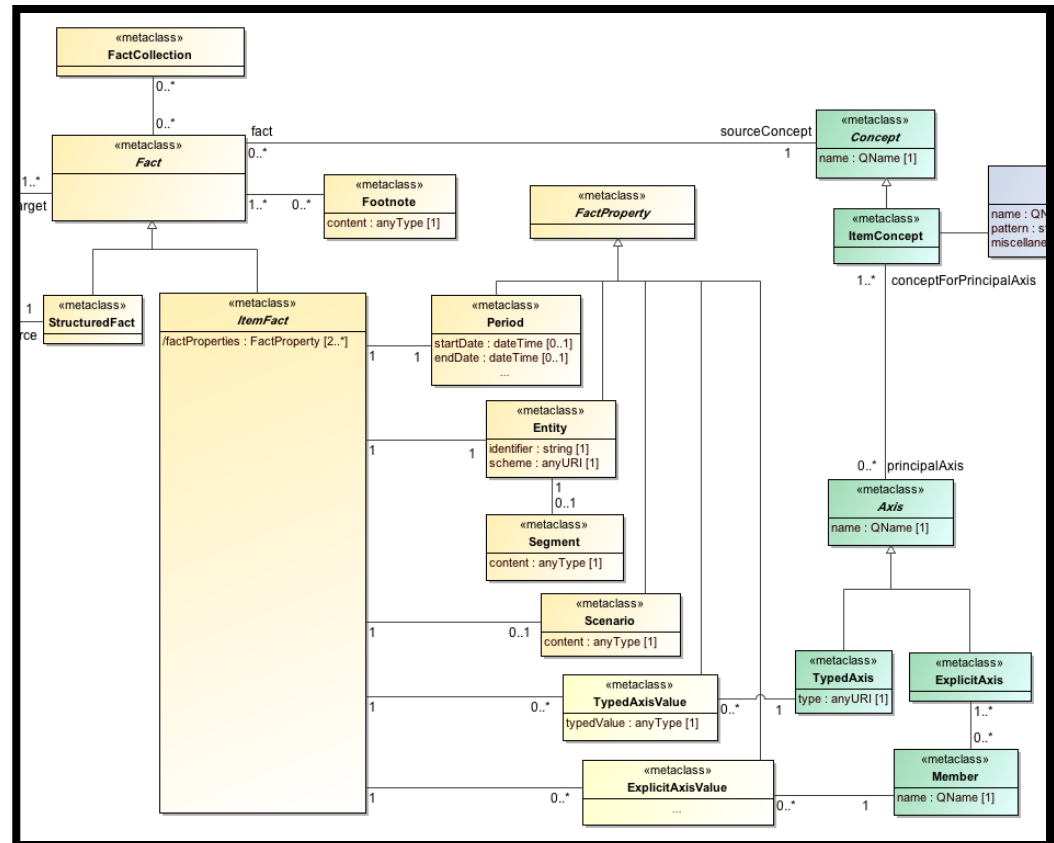 «metaclass»
FactCollection
0..*
0..*
«metaclass»
Fact
fact
0..*
sourceConcept
1
«metaclass»
Concept
name : QName [1]
1..*
arget
1..*
0..*
«metaclass»
Footnote
content : anyType [1]
«metaclass»
FactProperty
«metaclass»
ItemConcept
name : QN
pattern : s
miscellane
1..*
conceptForPrincipalAxis
1
rce
«metaclass»
StructuredFact
«metaclass»
ItemFact
/factProperties : FactProperty [2..*]
1
1
«metaclass»
Period
startDate : dateTime [0..1]
endDate : dateTime [0..1]
...
1
1
«metaclass»
Entity
identifier : string [1]
scheme : anyURI [1]
1
0..1
«metaclass»
Segment
content : anyType [1]
0..*
principalAxis
«metaclass»
Axis
name : QName [1]
1
0..1
«metaclass»
Scenario
content : anyType [1]
1
0..*
«metaclass»
TypedAxisValue
typedValue : anyType [1]
0..*
1
«metaclass»
TypedAxis
type : anyURI [1]
«metaclass»
ExplicitAxis
1..*
0..*
1
0..*
«metaclass»
ExplicitAxisValue
...
0..*
1
«metaclass»
Member
name : QName [1]